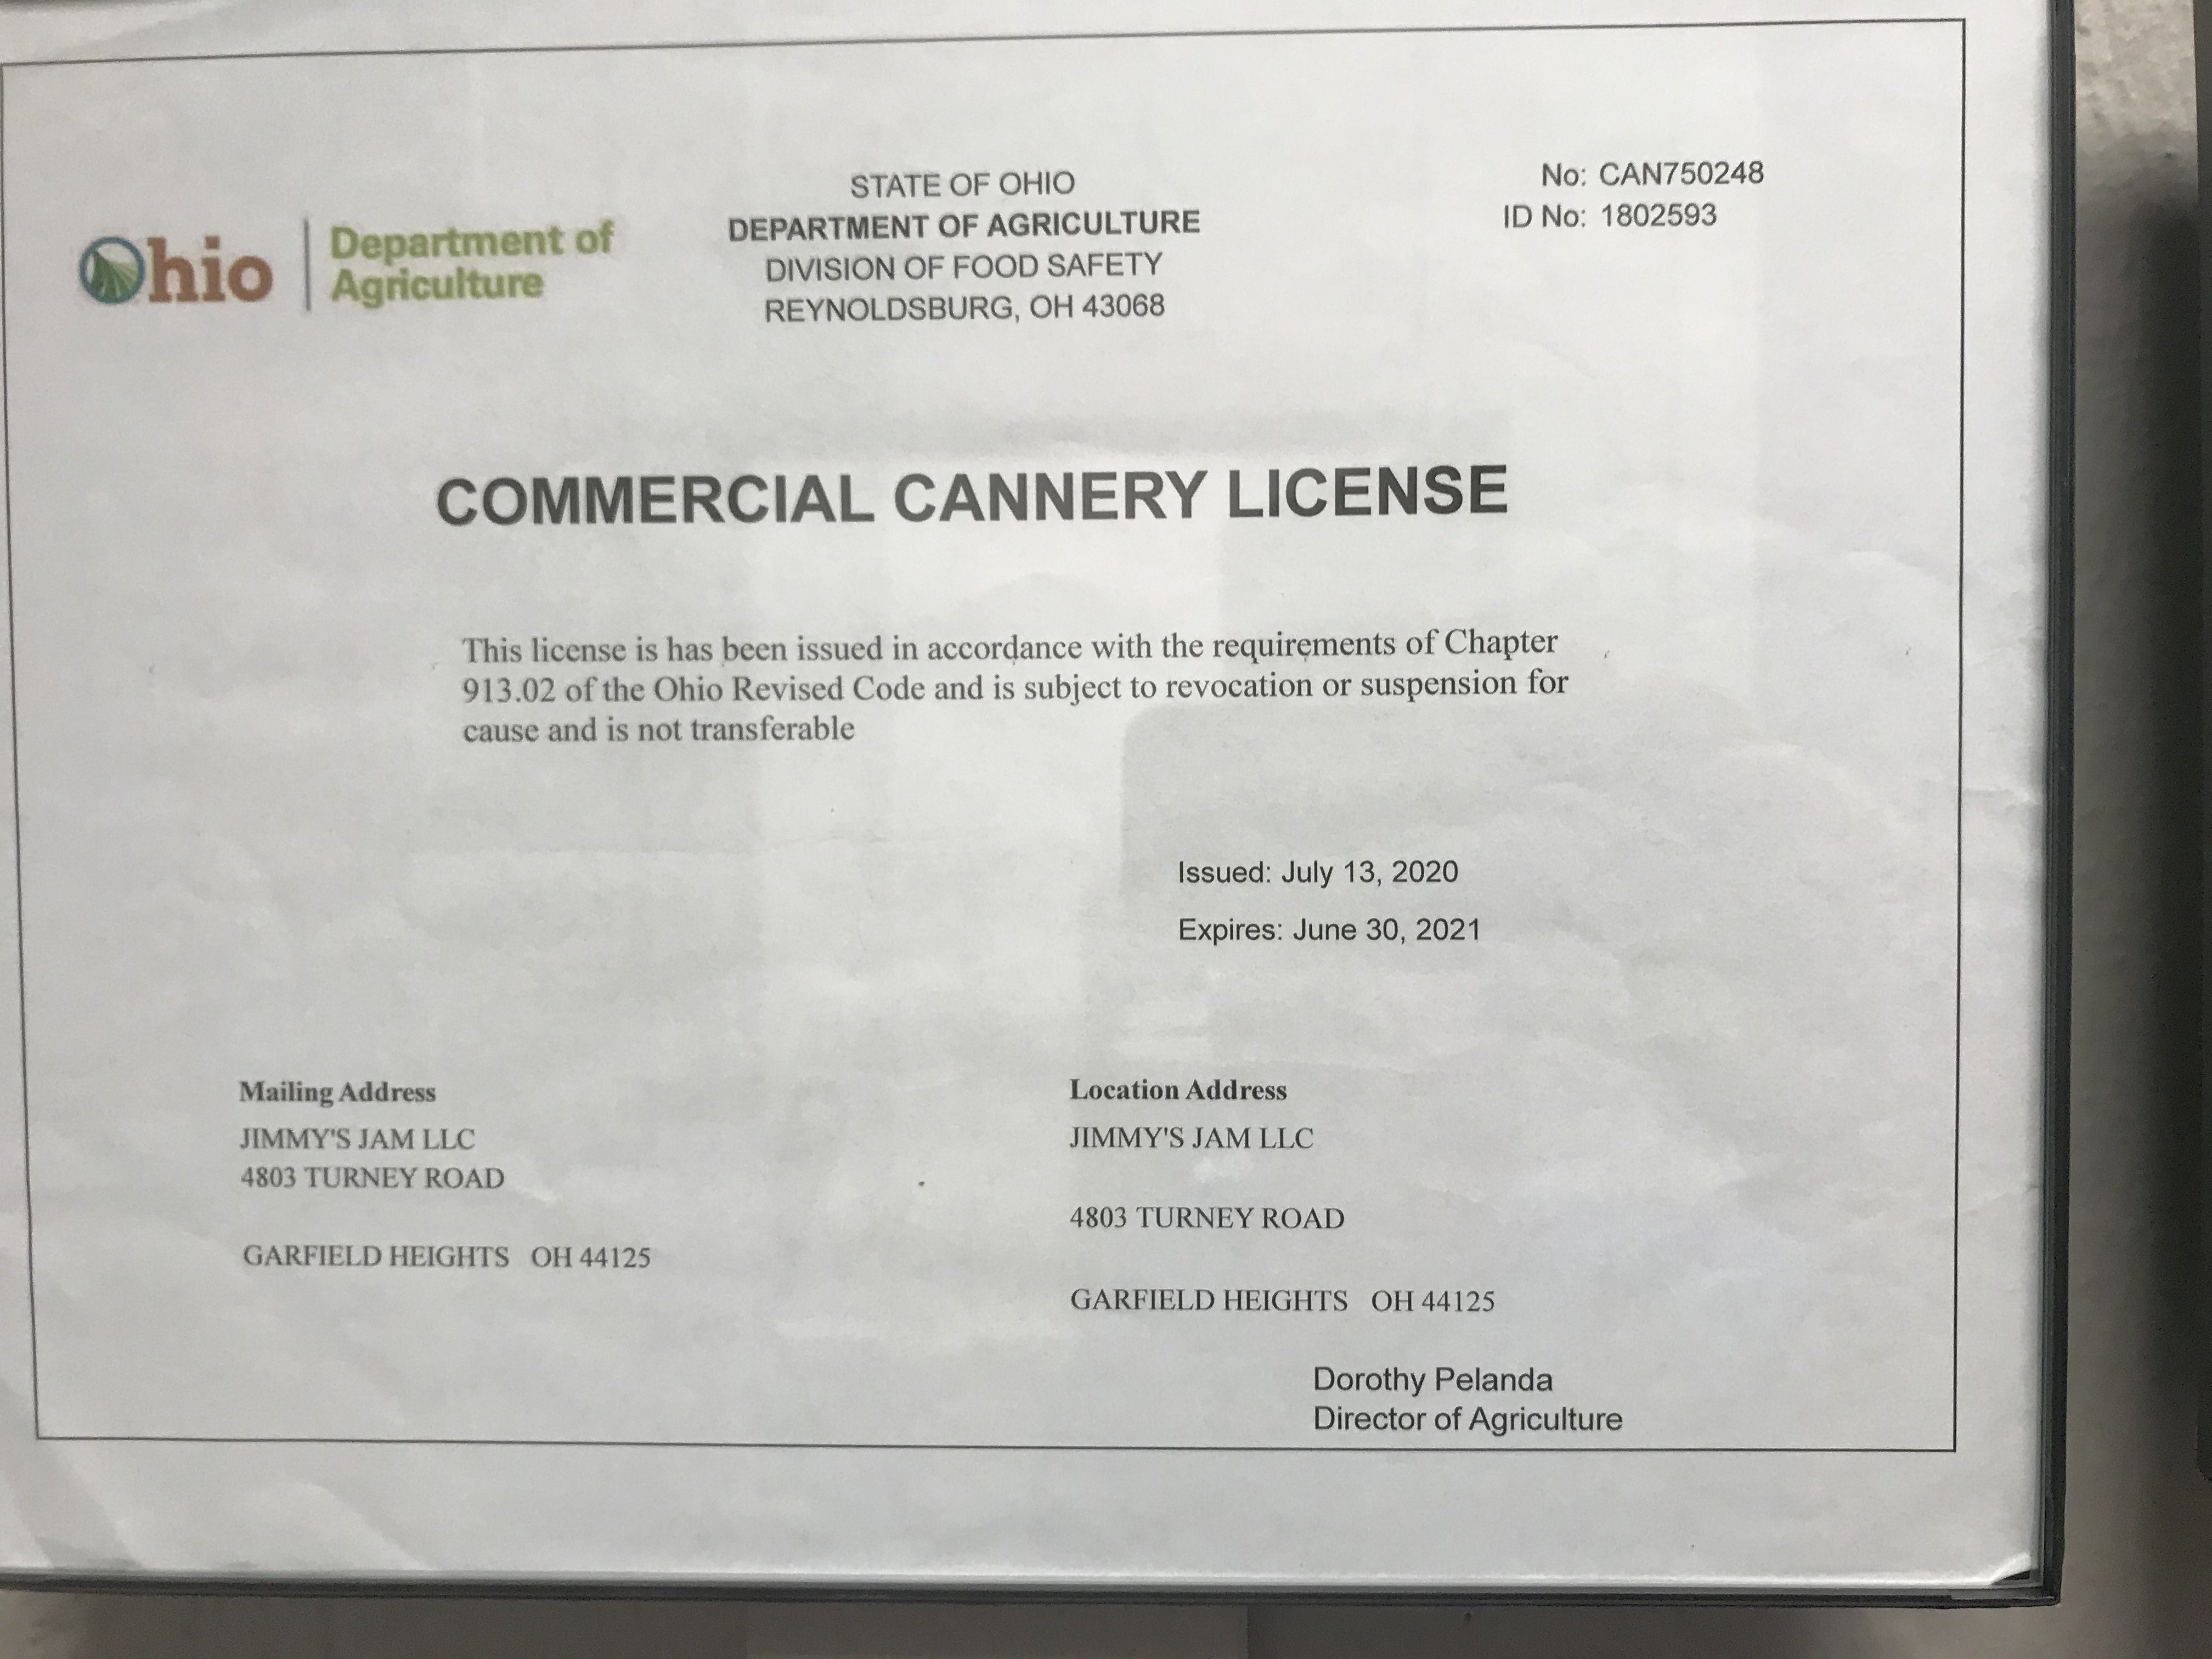 Ohio
Department of
Agriculture
STATE OF OHIO
DEPARTMENT OF AGRICULTURE
DIVISION OF FOOD SAFETY
REYNOLDSBURG, OH 43068
No: CAN750248
ID No: 1802593
COMMERCIAL CANNERY LICENSE
This license is has been issued in accordance with the requirements of Chapter
913.02 of the Ohio Revised Code and is subject to revocation or suspension for
cause and is not transferable
Issued: July 13, 2020
Expires: June 30, 2021
Mailing Address
JIMMY'S JAM LLC
4803 TURNEY ROAD
GARFIELD HEIGHTS OH 44125
Location Address
JIMMY'S JAM LLC
4803 TURNEY ROAD
GARFIELD HEIGHTS OH 44125
Dorothy Pelanda
Director of Agriculture